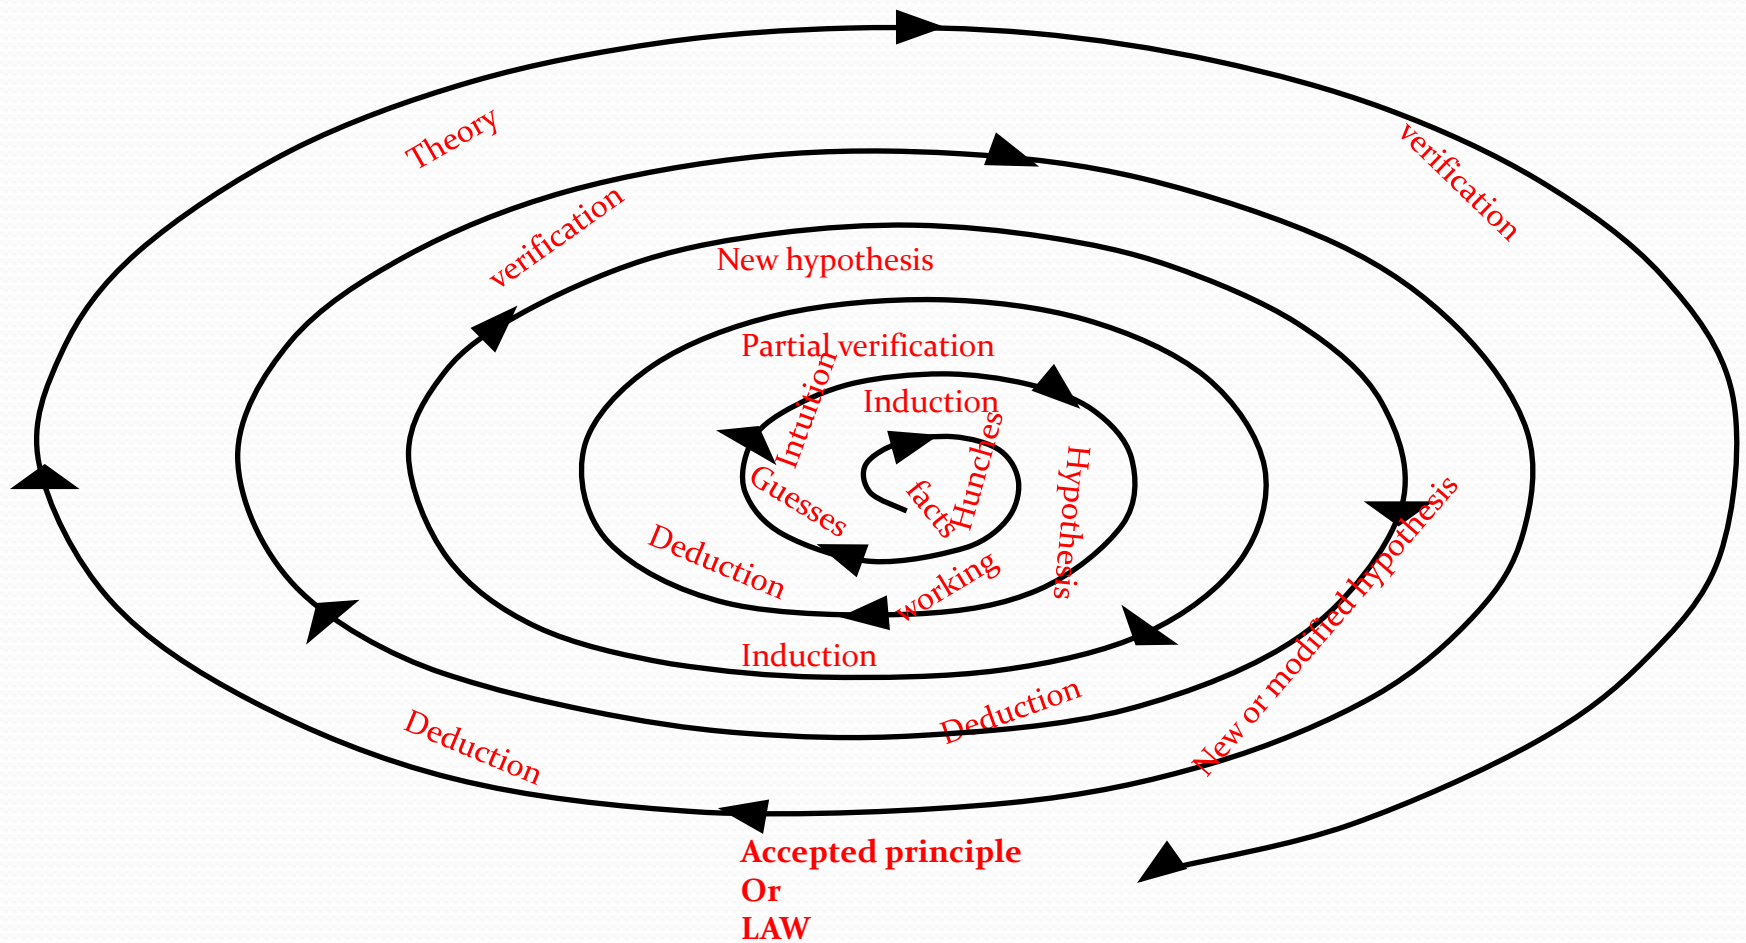 Theory
verification
verification
New hypothesis
Partial verification
Intuition
Induction
Hunches
Hypothesis
facts
Guesses
Deduction
working
New or modified hypothesis
Induction
Deduction
Deduction
Accepted principle
Or
LAW